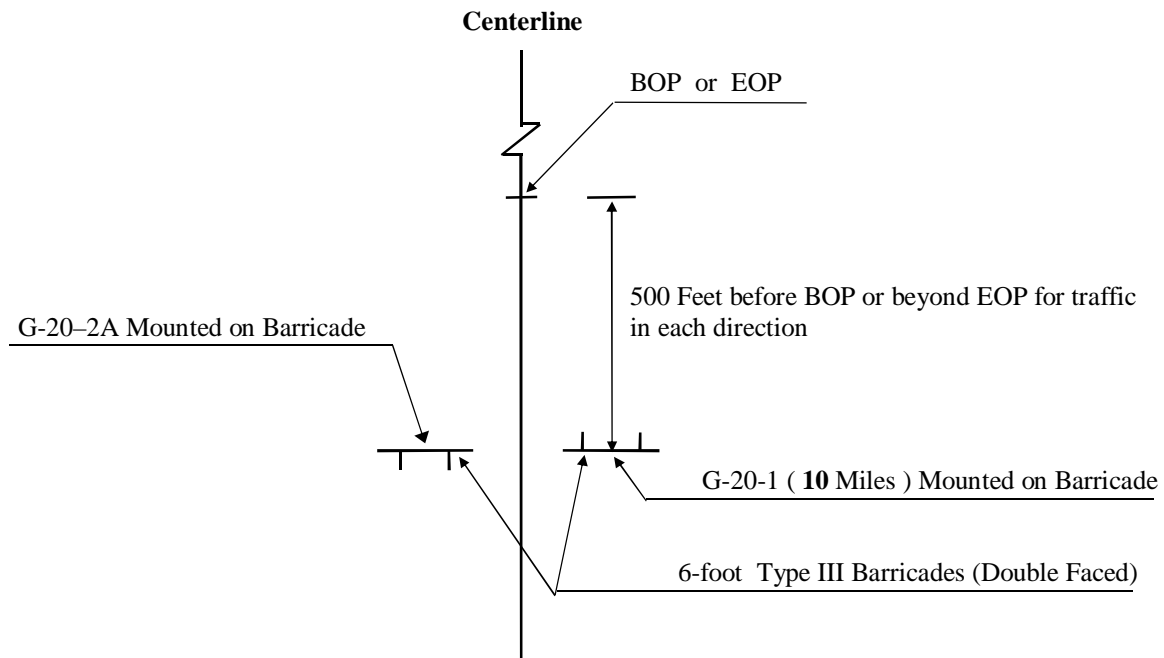 Centerline
BOP or EOP
500 Feet before BOP or beyond EOP for traffic
in each direction
G-20–2A Mounted on Barricade
G-20-1 ( 10 Miles ) Mounted on Barricade
6-foot Type III Barricades (Double Faced)